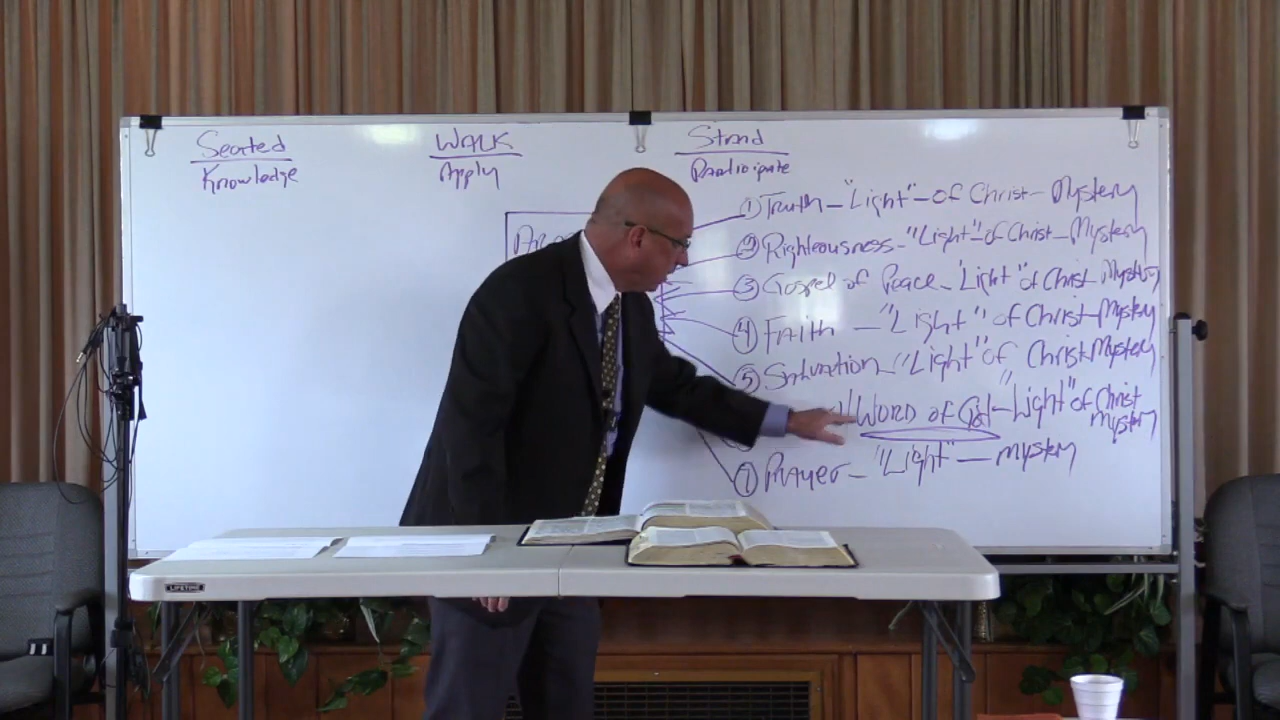 Seated
Knowledge
WALK
Apply
Stand
Participate
① Truth – "Light" – of Christ – Mystery
② Righteousness – "Light" – of Christ – Mystery
③ Gospel of Peace – "Light" of Christ Mystery
④ Faith – "Light" of Christ – Mystery
⑤ Salvation – "Light" of Christ Mystery
WORD of God – "Light" of Christ
Mystery
⑦ Prayer – "Light" – Mystery
LIFETIME